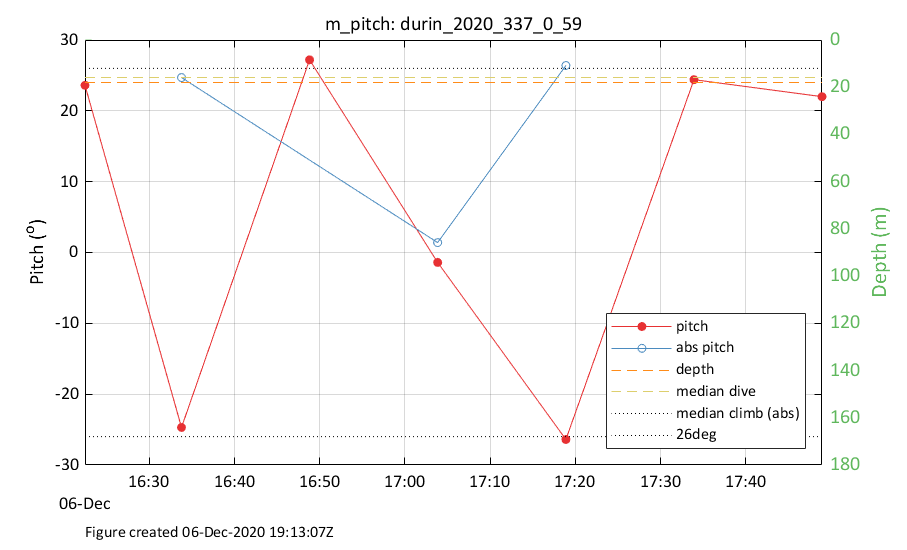 m_pitch: durin_2020_337_0_59
30
20
10
0
-10
-20
-30
Pitch (º)
0
20
40
60
80
100
120
140
160
180
Depth (m)
pitch
abs pitch
depth
median dive
median climb (abs)
26deg
16:30 16:40 16:50 17:00 17:10 17:20 17:30 17:40
06-Dec
Figure created 06-Dec-2020 19:13:07Z